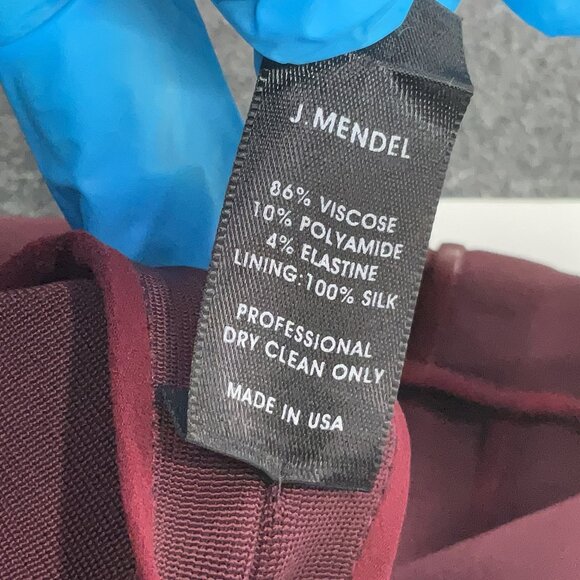 J. MENDEL
86% VISCOSE
10% POLYAMIDE
4% ELASTINE
LINING:100% SILK
PROFESSIONAL
DRY CLEAN ONLY
MADE IN USA